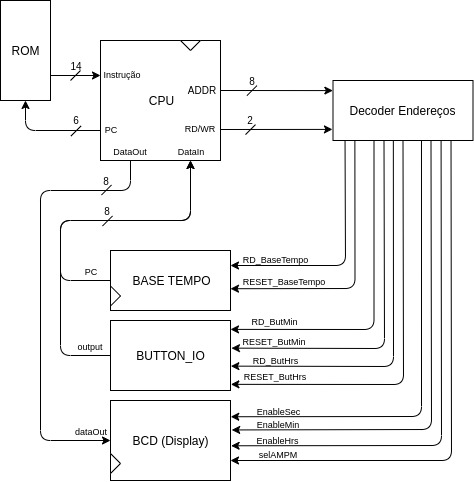 ROM
14
Instrução
CPU
ADDR
8
Decoder Endereços
6
PC
RD/WR
2
DataOut
DataIn
8
8
PC
BASE TEMPO
RD_BaseTempo
RESET_BaseTempo
output
BUTTON_IO
RD_ButMin
RESET_ButMin
RD_ButHrs
RESET_ButHrs
dataOut
BCD (Display)
EnableSec
EnableMin
EnableHrs
selAMPM